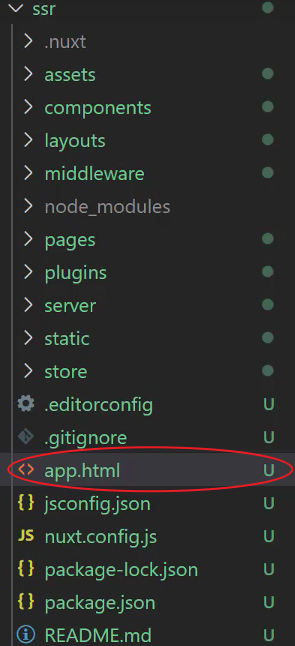 ssr
.nuxt
assets
components
layouts
middleware
node_modules
pages
plugins
server
static
store
.editorconfig U
.gitignore U
<> app.html U
{} jsconfig.json U
JS nuxt.config.js U
{} package-lock.json U
{} package.json U
README.md U